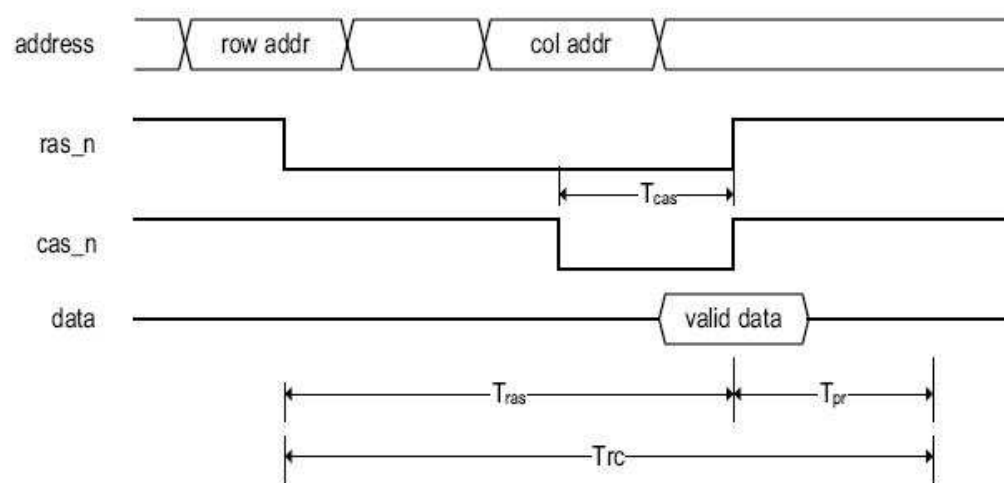 address row addr col addr
ras_n
Tcas
cas_n
data valid data
Tras Tpr
Trc